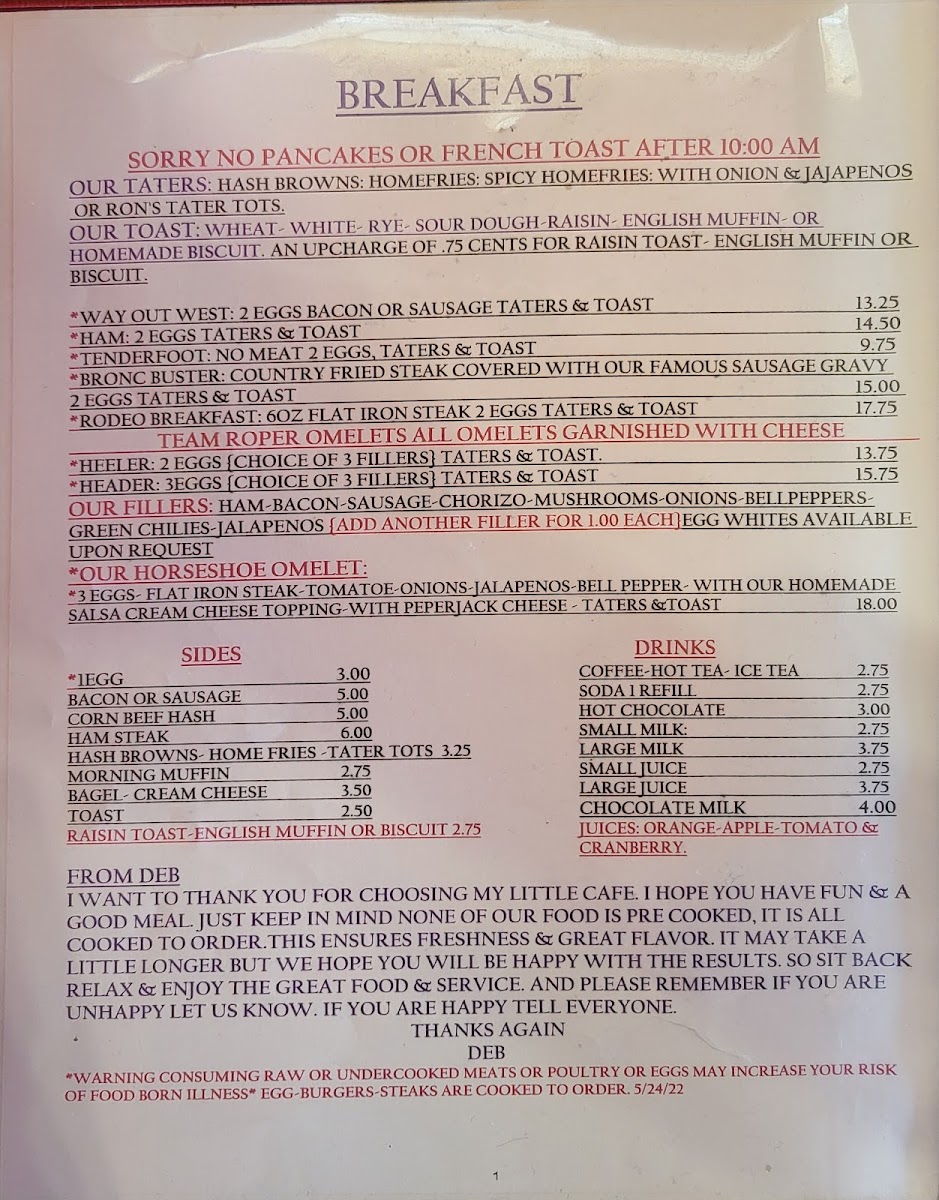 BREAKFAST
SORRY NO PANCAKES OR FRENCH TOAST AFTER 10:00 AM
OUR TATERS: HASH BROWNS: HOMEFRIES: SPICY HOMEFRIES: WITH ONION & JAJAPENOS
OR RON'S TATER TOTS.
OUR TOAST: WHEAT- WHITE- RYE- SOUR DOUGH-RAISIN- ENGLISH MUFFIN- OR
HOMEMADE BISCUIT. AN UPCHARGE OF .75 CENTS FOR RAISIN TOAST- ENGLISH MUFFIN OR
BISCUIT.
*WAY OUT WEST: 2 EGGS BACON OR SAUSAGE TATERS & TOAST 13.25
*HAM: 2 EGGS TATERS & TOAST 14.50
*TENDERFOOT: NO MEAT 2 EGGS, TATERS & TOAST 9.75
*BRONC BUSTER: COUNTRY FRIED STEAK COVERED WITH OUR FAMOUS SAUSAGE GRAVY
2 EGGS TATERS & TOAST 15.00
*RODEO BREAKFAST: 6OZ FLAT IRON STEAK 2 EGGS TATERS & TOAST 17.75
TEAM ROPER OMELETS ALL OMELETS GARNISHED WITH CHEESE
*HEELER: 2 EGGS {CHOICE OF 3 FILLERS} TATERS & TOAST. 13.75
*HEADER: 3EGGS {CHOICE OF 3 FILLERS} TATERS & TOAST 15.75
OUR FILLERS: HAM-BACON-SAUSAGE-CHORIZO-MUSHROOMS-ONIONS-BELLPEPPERS-
GREEN CHILIES-JALAPENOS {ADD ANOTHER FILLER FOR 1.00 EACH}EGG WHITES AVAILABLE
UPON REQUEST
*OUR HORSESHOE OMELET:
*3 EGGS- FLAT IRON STEAK-TOMATOE-ONIONS-JALAPENOS-BELL PEPPER- WITH OUR HOMEMADE
SALSA CREAM CHEESE TOPPING-WITH PEPERJACK CHEESE - TATERS &TOAST 18.00
SIDES
*1EGG 3.00
BACON OR SAUSAGE 5.00
CORN BEEF HASH 5.00
HAM STEAK 6.00
HASH BROWNS- HOME FRIES -TATER TOTS 3.25
MORNING MUFFIN 2.75
BAGEL- CREAM CHEESE 3.50
TOAST 2.50
RAISIN TOAST-ENGLISH MUFFIN OR BISCUIT 2.75
DRINKS
COFFEE-HOT TEA- ICE TEA 2.75
SODA 1 REFILL 2.75
HOT CHOCOLATE 3.00
SMALL MILK: 2.75
LARGE MILK 3.75
SMALL JUICE 2.75
LARGE JUICE 3.75
CHOCOLATE MILK 4.00
JUICES: ORANGE-APPLE-TOMATO &
CRANBERRY.
FROM DEB
I WANT TO THANK YOU FOR CHOOSING MY LITTLE CAFE. I HOPE YOU HAVE FUN & A
GOOD MEAL. JUST KEEP IN MIND NONE OF OUR FOOD IS PRE COOKED, IT IS ALL
COOKED TO ORDER.THIS ENSURES FRESHNESS & GREAT FLAVOR. IT MAY TAKE A
LITTLE LONGER BUT WE HOPE YOU WILL BE HAPPY WITH THE RESULTS. SO SIT BACK
RELAX & ENJOY THE GREAT FOOD & SERVICE. AND PLEASE REMEMBER IF YOU ARE
UNHAPPY LET US KNOW. IF YOU ARE HAPPY TELL EVERYONE.
THANKS AGAIN
DEB
*WARNING CONSUMING RAW OR UNDERCOOKED MEATS OR POULTRY OR EGGS MAY INCREASE YOUR RISK
OF FOOD BORN ILLNESS* EGG-BURGERS-STEAKS ARE COOKED TO ORDER. 5/24/22
1